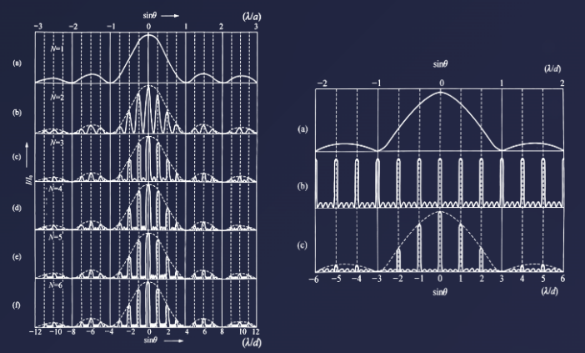 sinθ → (λ/a)
−3 −2 −1 0 1 2 3
(a) N=1
(b) N=2
(c) N=3
I/I₀
(d) N=4
(e) N=5
(f) N=6
−12 −10 −8 −6 −4 −2 0 2 4 6 8 10 12
sinθ → (λ/d)
sinθ (λ/d)
−2 −1 0 1 2
(a)
(b)
(c)
−6 −5 −4 −3 −2 −1 0 1 2 3 4 5 6
sinθ (λ/d)